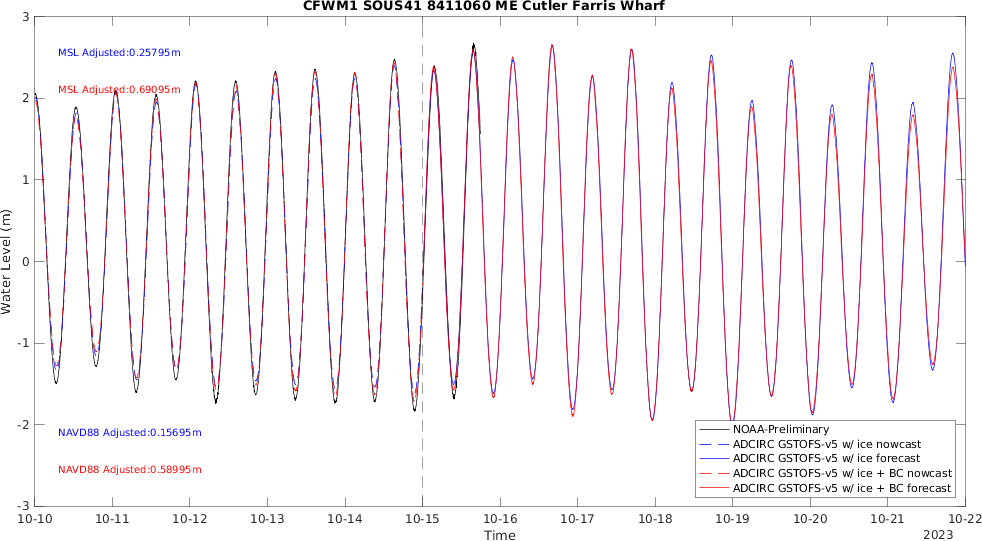 CFWM1 SOUS41 8411060 ME Cutler Farris Wharf
3
MSL Adjusted:0.25795m
MSL Adjusted:0.69095m
2
1
Water Level (m)
0
-1
-2
NAVD88 Adjusted:0.15695m
NAVD88 Adjusted:0.58995m
NOAA-Preliminary
ADCIRC GSTOFS-v5 w/ ice nowcast
ADCIRC GSTOFS-v5 w/ ice forecast
ADCIRC GSTOFS-v5 w/ ice + BC nowcast
ADCIRC GSTOFS-v5 w/ ice + BC forecast
-3
10-10 10-11 10-12 10-13 10-14 10-15 10-16 10-17 10-18 10-19 10-20 10-21 10-22
Time
2023